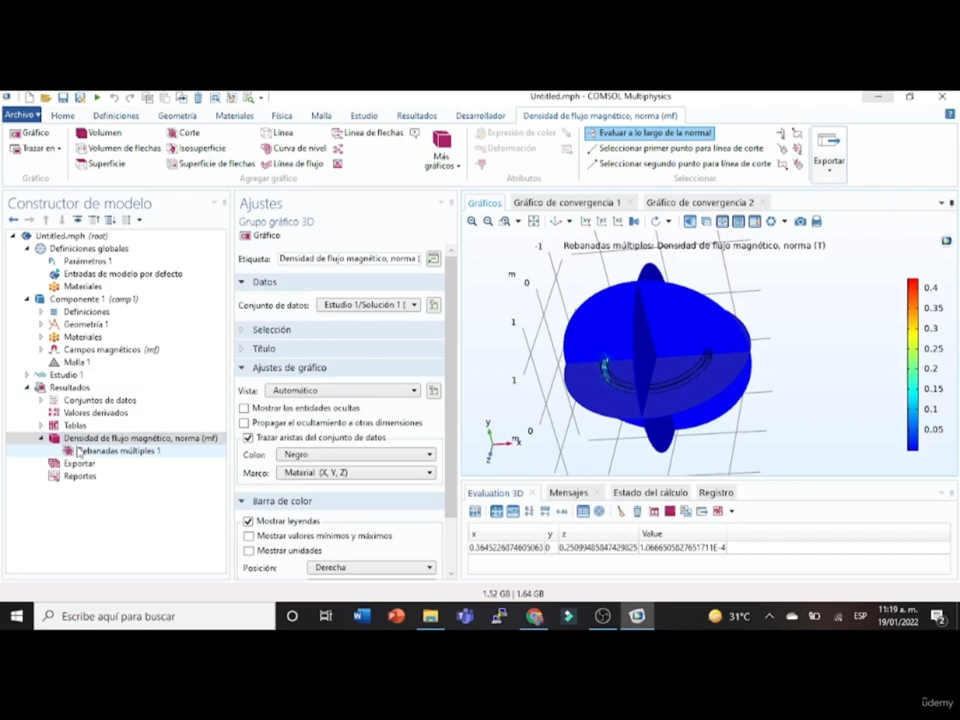 Untitled.mph - COMSOL Multiphysics
Archivo Home Definiciones Geometría Materiales Física Malla Estudio Resultados Desarrollador Densidad de flujo magnético, norma (mf)
Gráfico Volumen Corte Línea Línea de flechas Expresión de color Evaluar a lo largo de la normal
Trazar en Volumen de flechas Isosuperficie Curva de nivel Deformación Seleccionar primer punto para línea de corte
Superficie Superficie de flechas Línea de flujo Más gráficos Seleccionar segundo punto para línea de corte Exportar
Gráfico Agregar gráfico Atributos Seleccionar
Constructor de modelo
Untitled.mph (root)
Definiciones globales
Parámetros 1
Entradas de modelo por defecto
Materiales
Componente 1 (comp1)
Definiciones
Geometría 1
Materiales
Campos magnéticos (mf)
Malla 1
Estudio 1
Resultados
Conjuntos de datos
Valores derivados
Tablas
Densidad de flujo magnético, norma (mf)
Rebanadas múltiples 1
Exportar
Reportes
Ajustes
Grupo gráfico 3D
Gráfico
Etiqueta: Densidad de flujo magnético, norma (
Datos
Conjunto de datos: Estudio 1/Solución 1 (
Selección
Título
Ajustes de gráfico
Vista: Automático
Mostrar las entidades ocultas
Propagar el ocultamiento a otras dimensiones
Trazar aristas del conjunto de datos
Color: Negro
Marco: Material (X, Y, Z)
Barra de color
Mostrar leyendas
Mostrar valores mínimos y máximos
Mostrar unidades
Posición: Derecha
Gráficos Gráfico de convergencia 1 Gráfico de convergencia 2
Rebanadas múltiples: Densidad de flujo magnético, norma (T)
-1
m
0
1
1
0
y
z
m
x
0.4
0.35
0.3
0.25
0.2
0.15
0.1
0.05
Evaluation 3D Mensajes Estado del cálculo Registro
x y z Value
0.3645226874605063 0 0.25099485847429825 1.0666505827651711E-4
1.52 GB | 1.64 GB
Escribe aquí para buscar
31°C
ESP
11:19 a. m.
19/01/2022
2
ûdemy